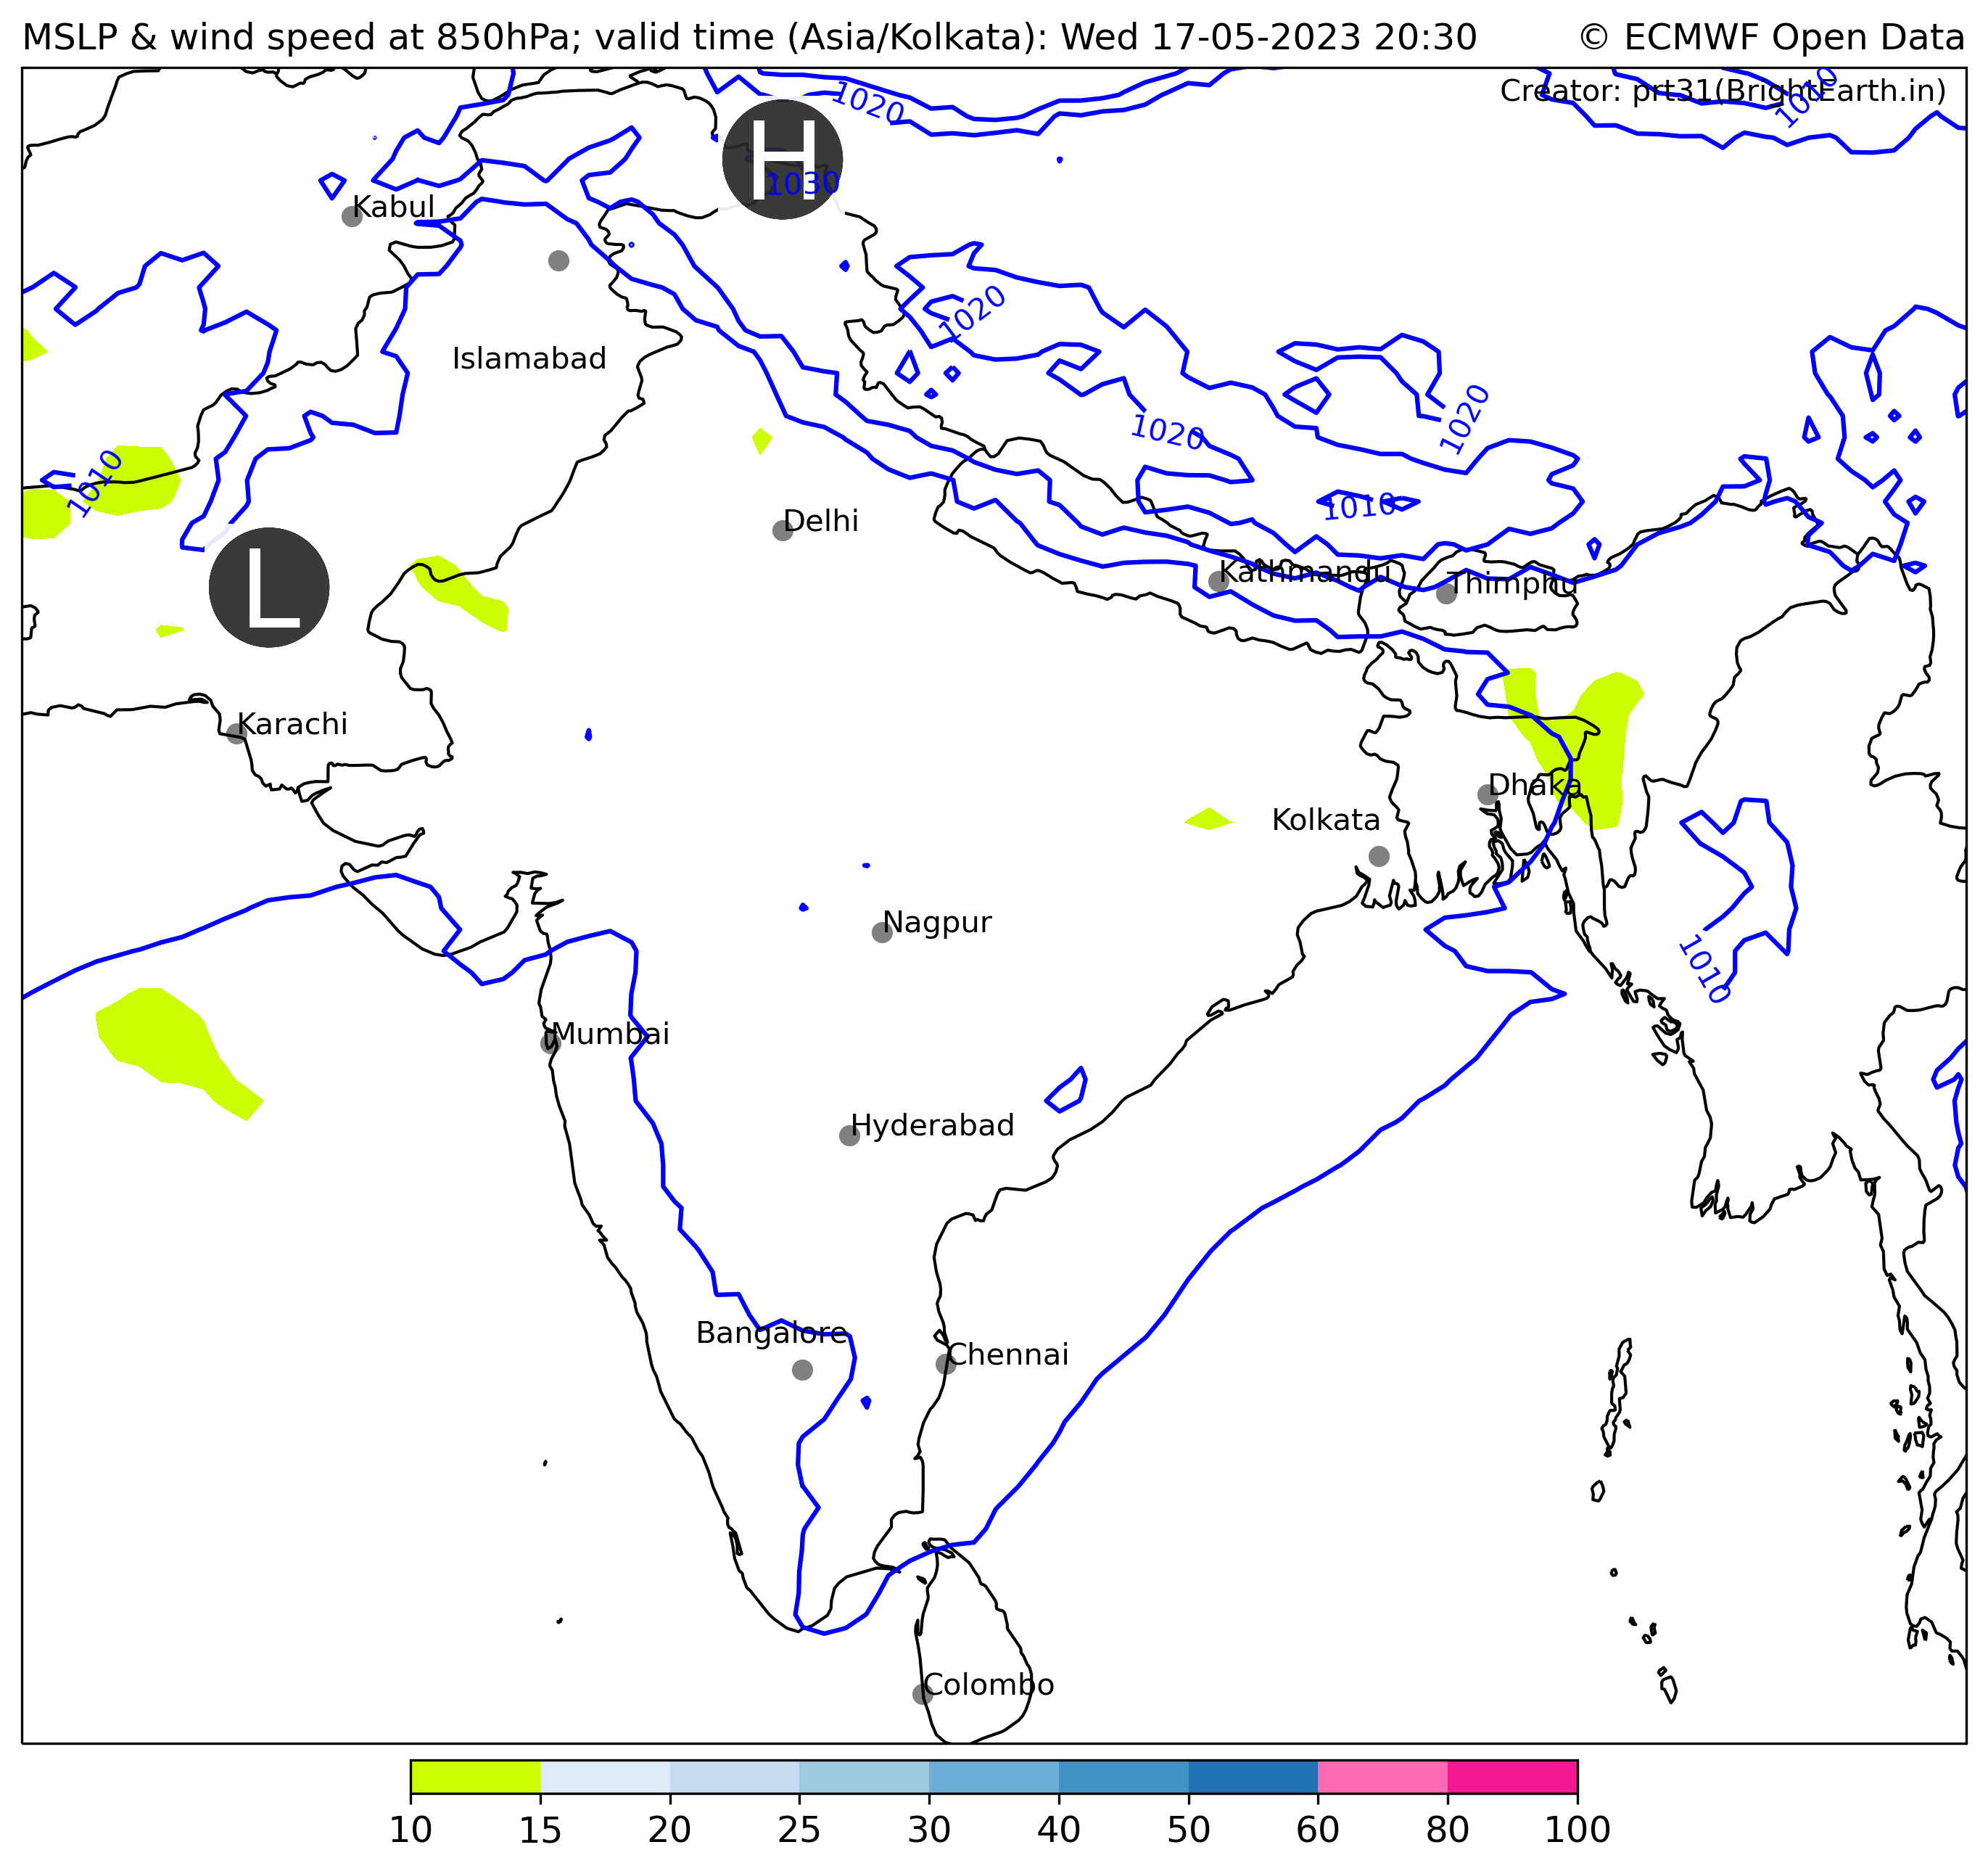 MSLP & wind speed at 850hPa; valid time (Asia/Kolkata): Wed 17-05-2023 20:30 © ECMWF Open Data
Creator: prt31(BrightEarth.in)
1020
1010
H
1030
Kabul
Islamabad
1020
1020
1020
1010
1010
Delhi
L
Kathmandu
Thimphu
Karachi
Dhaka
Kolkata
Nagpur
1010
Mumbai
Hyderabad
Bangalore
Chennai
Colombo
10 15 20 25 30 40 50 60 80 100